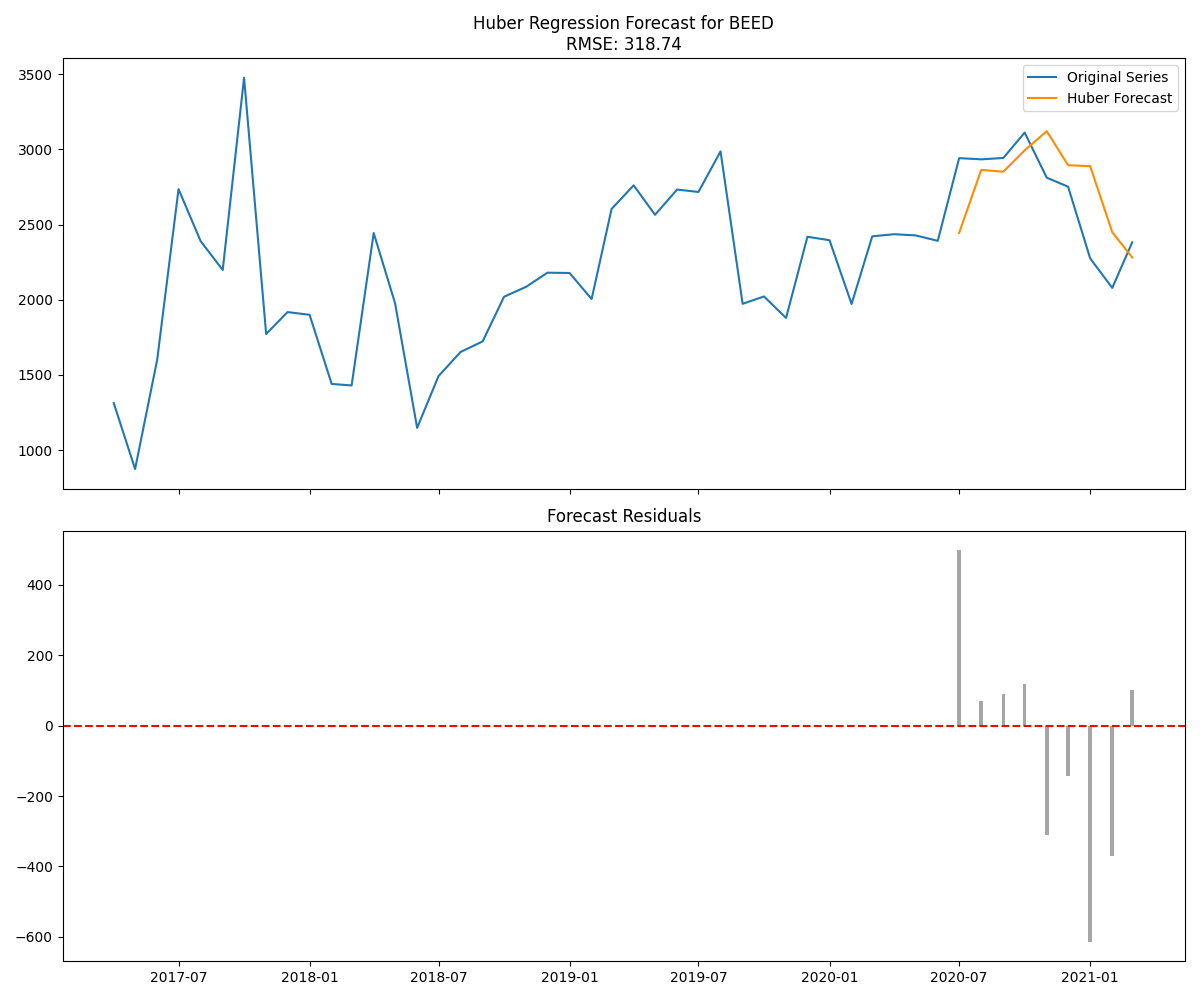 Huber Regression Forecast for BEED
RMSE: 318.74
3500
3000
2500
2000
1500
1000
Original Series
Huber Forecast
Forecast Residuals
400
200
0
−200
−400
−600
2017-07 2018-01 2018-07 2019-01 2019-07 2020-01 2020-07 2021-01